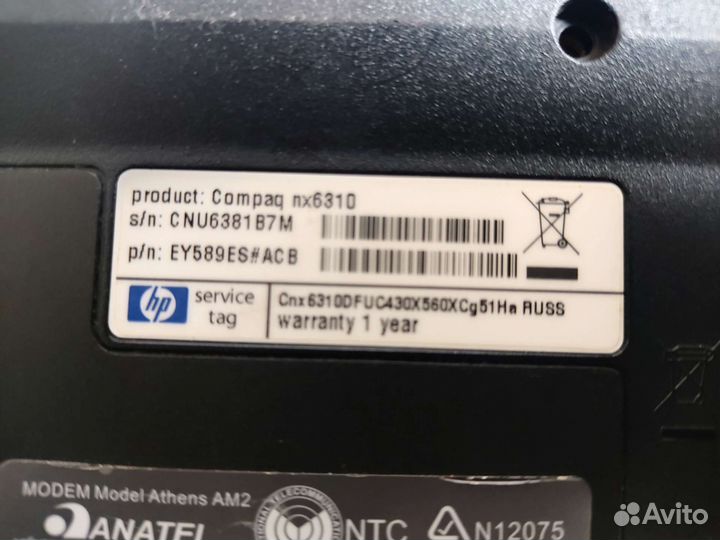 product: Compaq nx6310
s/n: CNU6381B7M
p/n: EY589ES#ACB
hp
service
tag
Cnx6310DFUC430X560XCg51Hn RUSS
warranty 1 year
MODEM Model Athens AM2
ANATEL
NTC
N12075
Avito